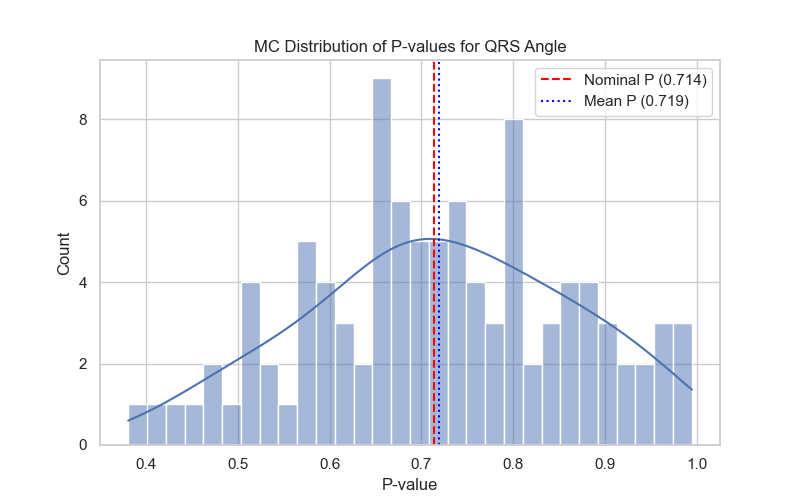 MC Distribution of P-values for QRS Angle
Nominal P (0.714)
Mean P (0.719)
8
6
4
2
0
Count
0.4 0.5 0.6 0.7 0.8 0.9 1.0
P-value